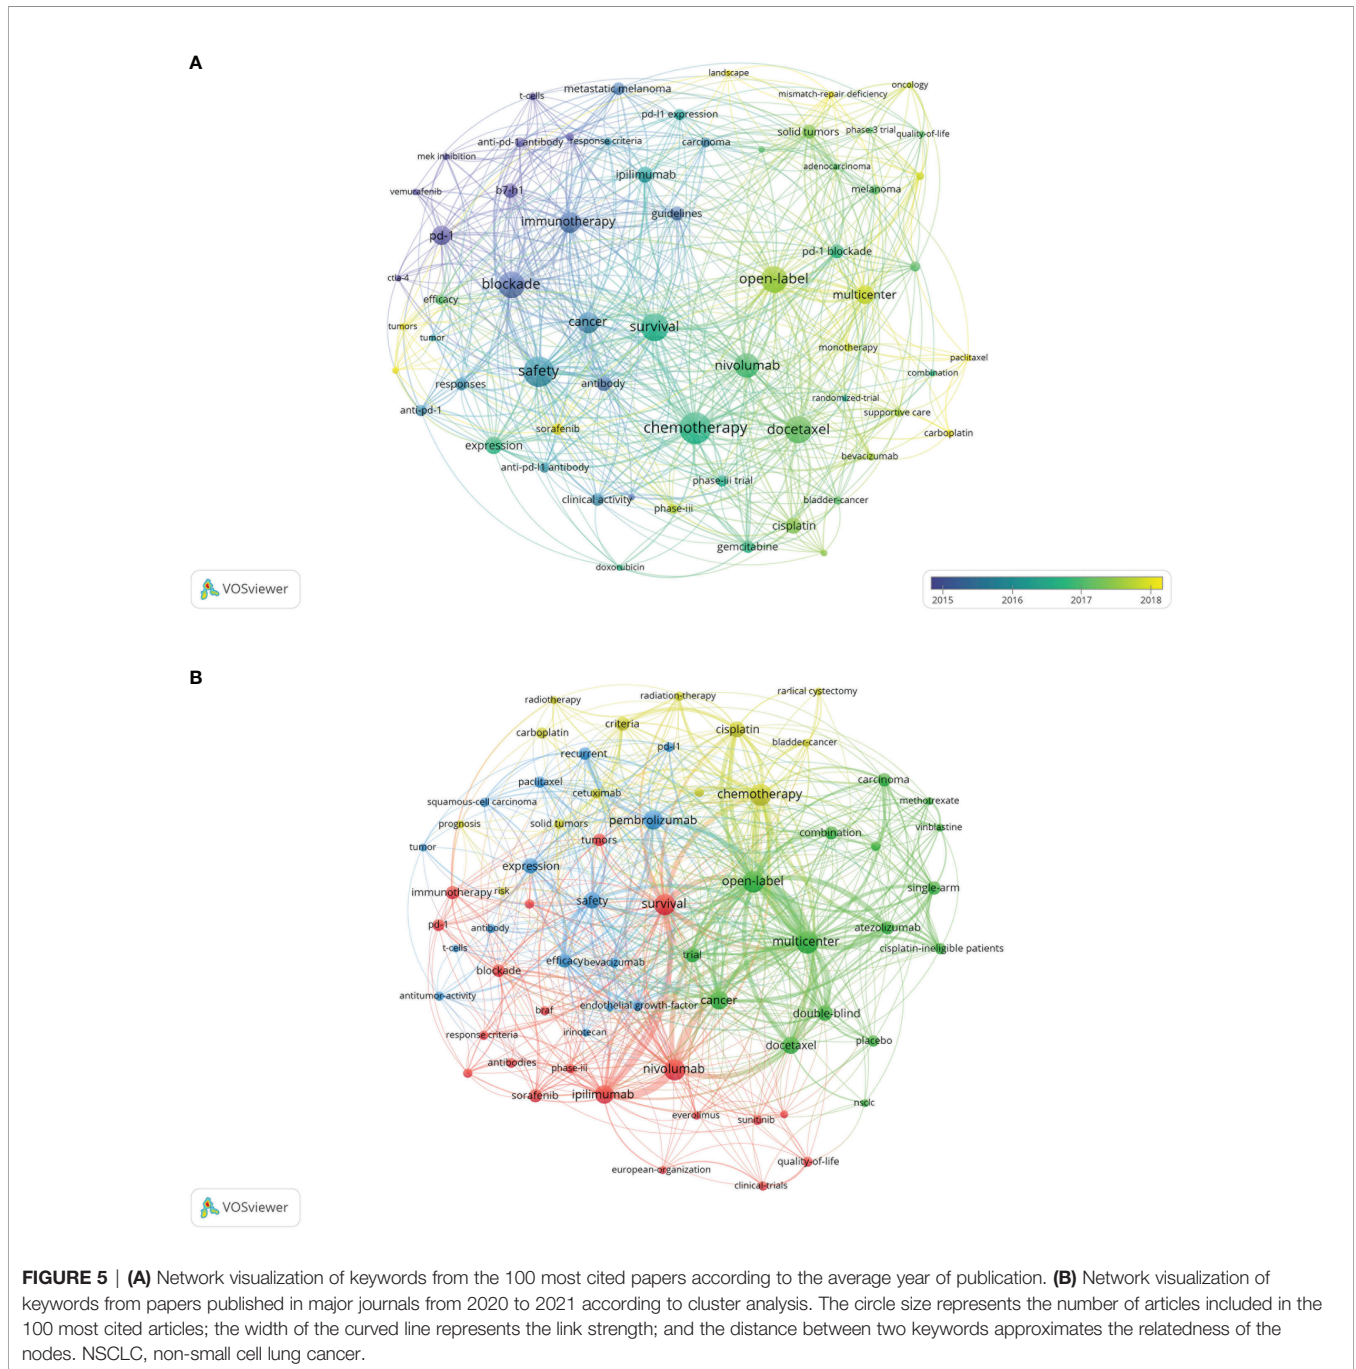 A
landscape
oncology
t-cells
metastatic melanoma
mismatch-repair deficiency
pd-l1 expression
solid tumors
phase-3 trial
quality-of-life
anti-pd-1 antibody
response criteria
carcinoma
mek inhibition
adenocarcinoma
ipilimumab
vemurafenib
b7-h1
melanoma
immunotherapy
guidelines
pd-1
pd-1 blockade
ctla-4
blockade
open-label
multicenter
efficacy
tumors
cancer
survival
tumor
monotherapy
paclitaxel
safety
nivolumab
combination
responses
antibody
randomized-trial
anti-pd-1
supportive care
sorafenib
chemotherapy
docetaxel
carboplatin
expression
bevacizumab
anti-pd-l1 antibody
phase-iii trial
clinical activity
phase-iii
bladder-cancer
cisplatin
gemcitabine
doxorubicin
VOSviewer
2015 2016 2017 2018
B
radiotherapy
radiation-therapy
radical cystectomy
criteria
cisplatin
carboplatin
pd-l1
bladder-cancer
recurrent
paclitaxel
carcinoma
cetuximab
chemotherapy
squamous-cell carcinoma
methotrexate
prognosis
solid tumors
pembrolizumab
vinblastine
tumors
combination
tumor
expression
open-label
immunotherapy
risk
single-arm
safety
survival
pd-1
antibody
atezolizumab
t-cells
multicenter
cisplatin-ineligible patients
trial
efficacy
bevacizumab
blockade
antitumor-activity
cancer
endothelial growth-factor
braf
double-blind
response criteria
irinotecan
docetaxel
placebo
antibodies
phase-iii
nivolumab
sorafenib
ipilimumab
nsclc
everolimus
sunitinib
european-organization
quality-of-life
clinical-trials
VOSviewer
FIGURE 5 | (A) Network visualization of keywords from the 100 most cited papers according to the average year of publication. (B) Network visualization of
keywords from papers published in major journals from 2020 to 2021 according to cluster analysis. The circle size represents the number of articles included in the
100 most cited articles; the width of the curved line represents the link strength; and the distance between two keywords approximates the relatedness of the
nodes. NSCLC, non-small cell lung cancer.